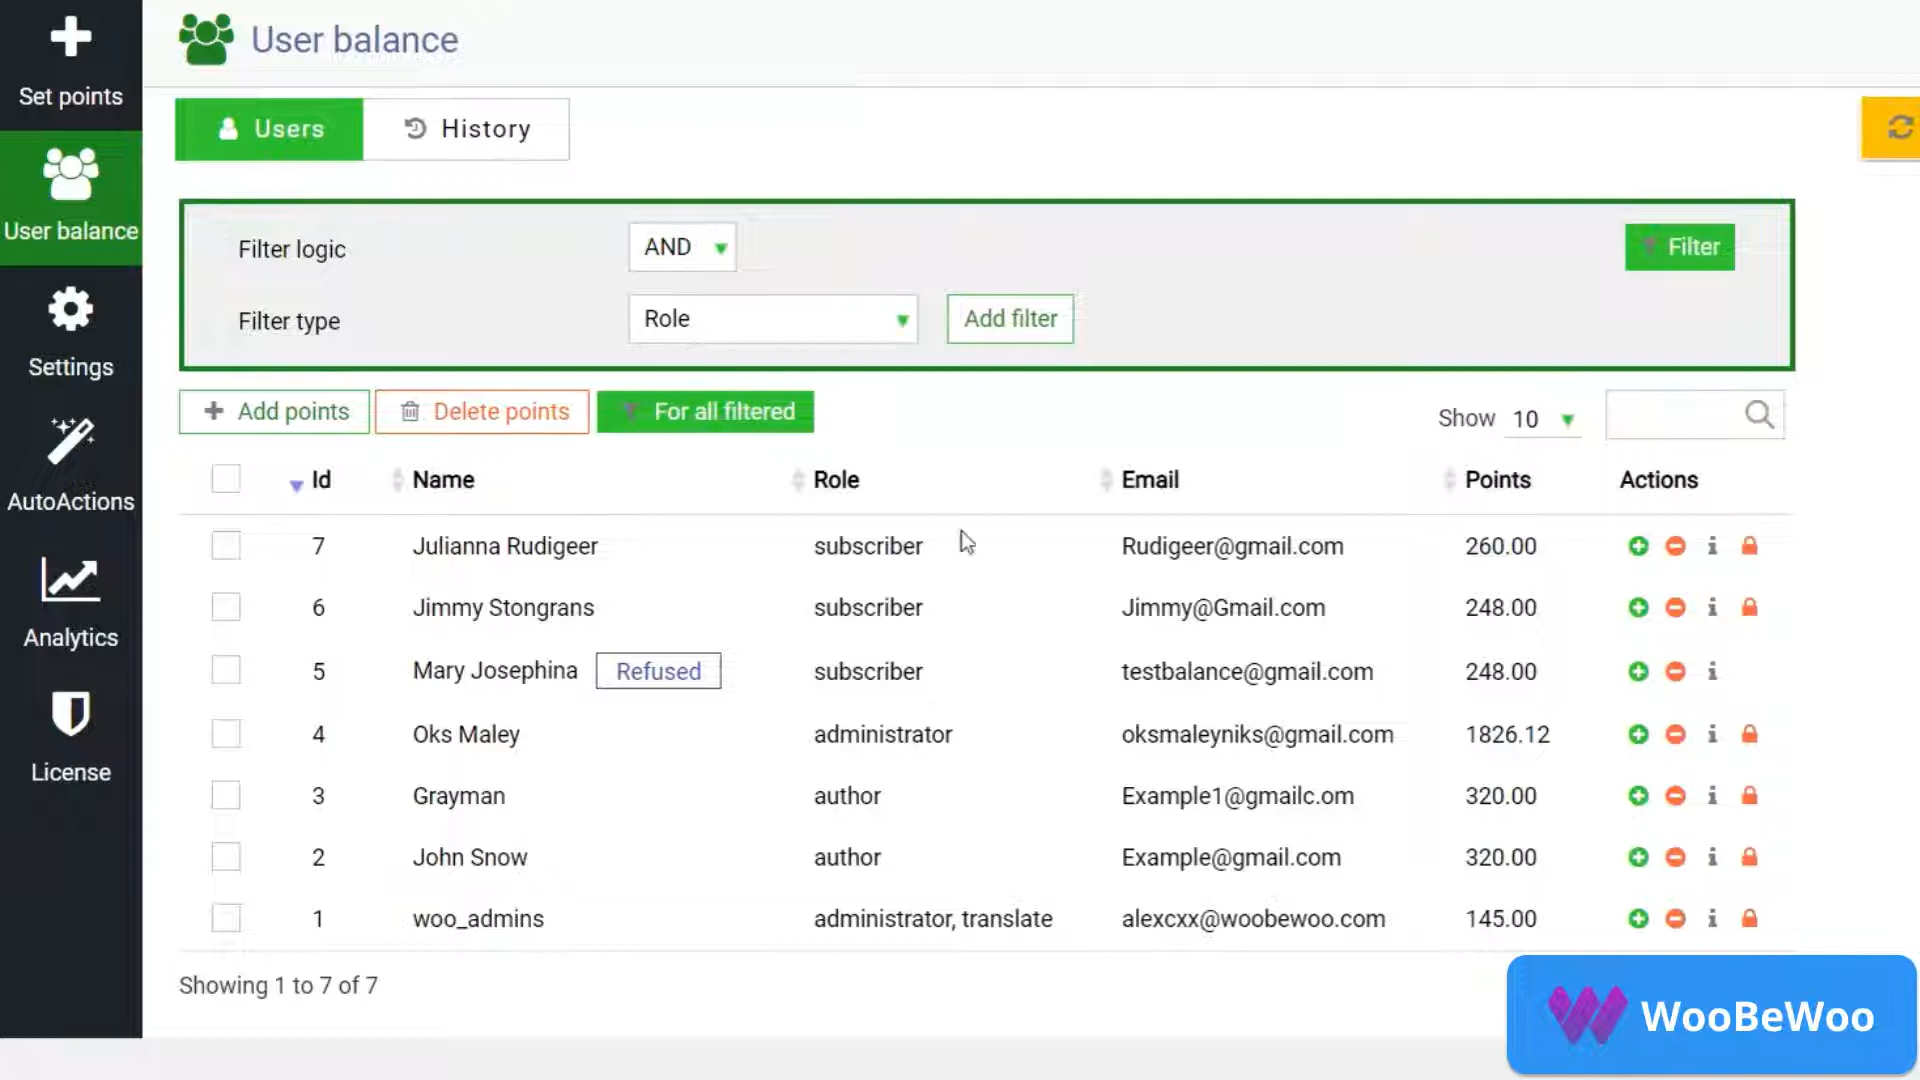 User balance
Set points
Users
History
User balance
Filter logic
AND
Filter
Filter type
Role
Add filter
Settings
Add points
Delete points
For all filtered
Show 10
AutoActions
Id Name Role Email Points Actions
7 Julianna Rudigeer subscriber Rudigeer@gmail.com 260.00
6 Jimmy Stongrans subscriber Jimmy@Gmail.com 248.00
Analytics
5 Mary Josephina Refused subscriber testbalance@gmail.com 248.00
4 Oks Maley administrator oksmaleyniks@gmail.com 1826.12
License
3 Grayman author Example1@gmailc.om 320.00
2 John Snow author Example@gmail.com 320.00
1 woo_admins administrator, translate alexcxx@woobewoo.com 145.00
Showing 1 to 7 of 7
WooBeWoo